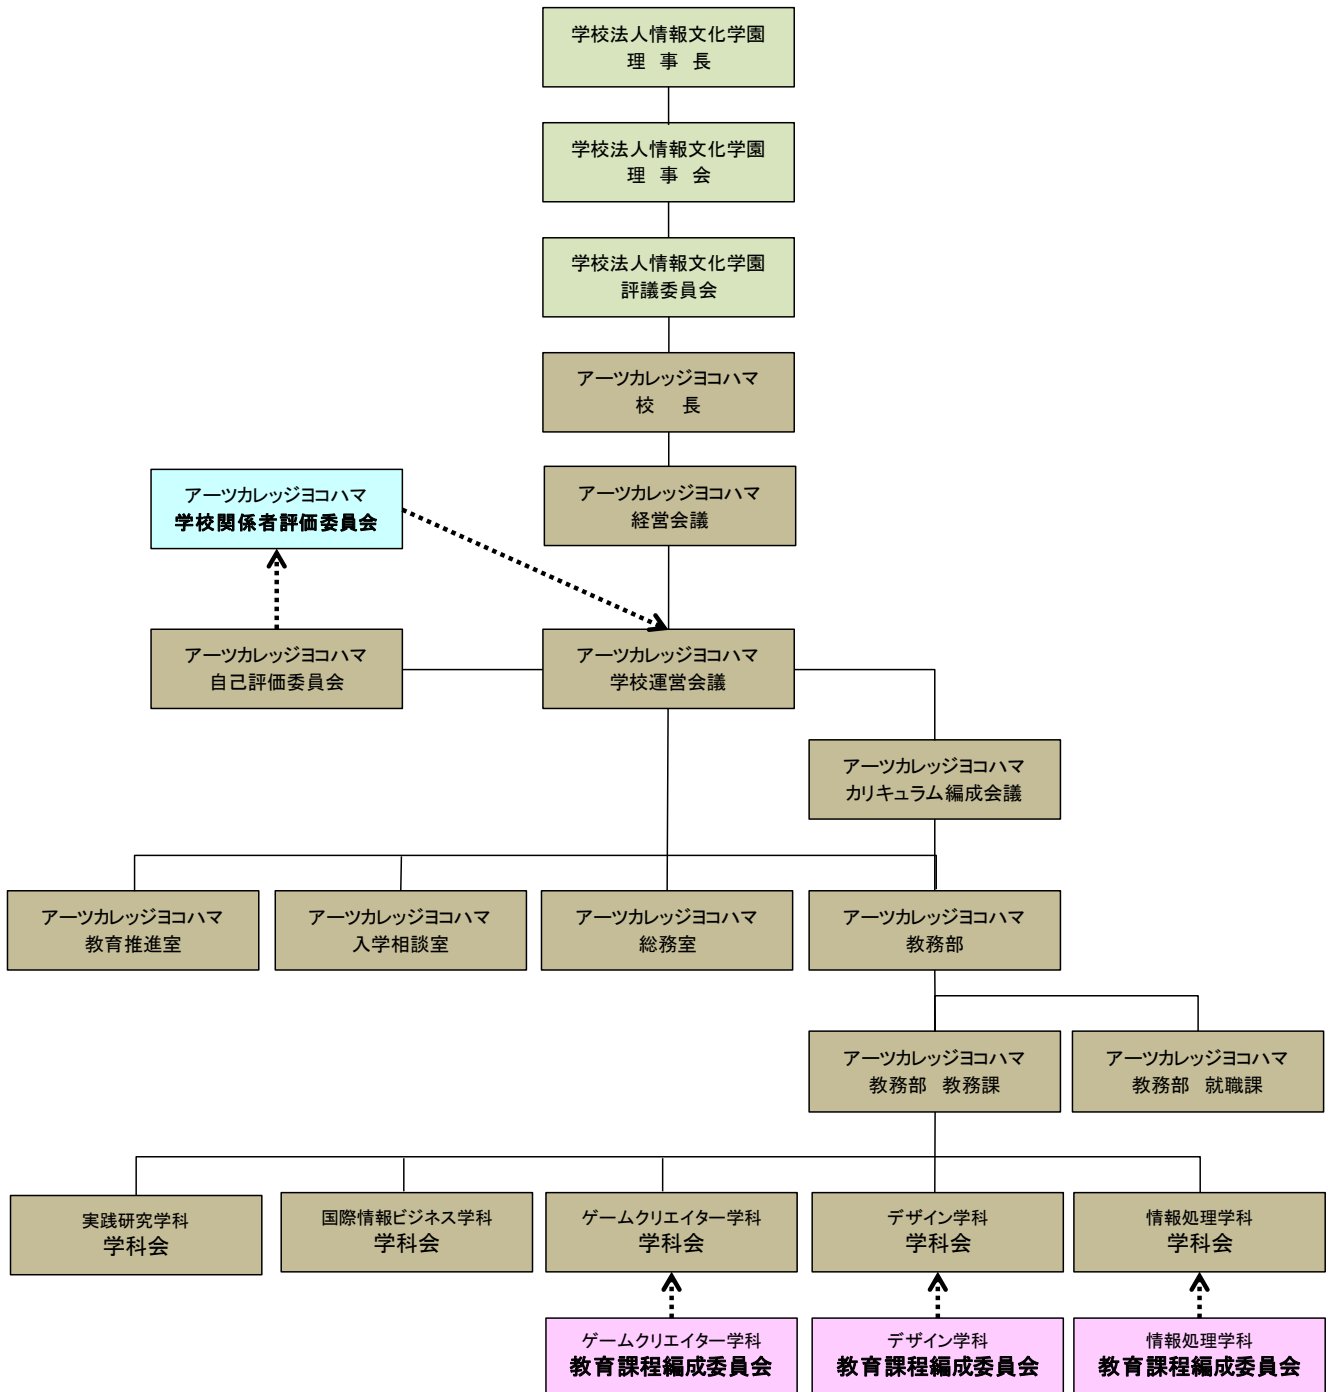 学校法人情報文化学園
理 事 長
学校法人情報文化学園
理 事 会
学校法人情報文化学園
評議委員会
アーツカレッジヨコハマ
校 長
アーツカレッジヨコハマ
経営会議
アーツカレッジヨコハマ
学校関係者評価委員会
アーツカレッジヨコハマ
自己評価委員会
アーツカレッジヨコハマ
学校運営会議
アーツカレッジヨコハマ
カリキュラム編成会議
アーツカレッジヨコハマ
教育推進室
アーツカレッジヨコハマ
入学相談室
アーツカレッジヨコハマ
総務室
アーツカレッジヨコハマ
教務部
アーツカレッジヨコハマ
教務部 教務課
アーツカレッジヨコハマ
教務部 就職課
実践研究学科
学科会
国際情報ビジネス学科
学科会
ゲームクリエイター学科
学科会
デザイン学科
学科会
情報処理学科
学科会
ゲームクリエイター学科
教育課程編成委員会
デザイン学科
教育課程編成委員会
情報処理学科
教育課程編成委員会